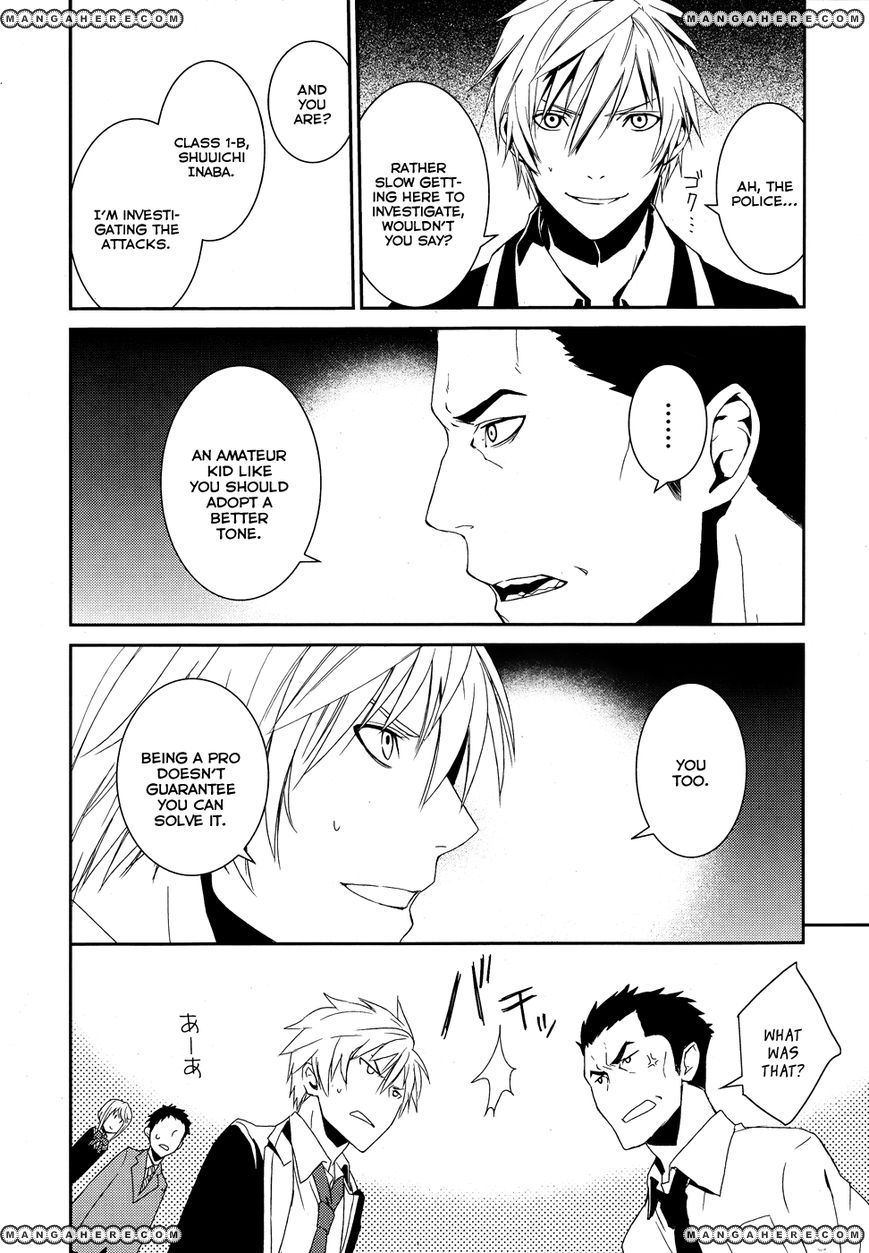 MANGAHERE.COM
MANGAHERE.COM
AH, THE
POLICE...
ゴク…
RATHER
SLOW GETT-
ING HERE TO
INVESTIGATE,
WOULDN'T
YOU SAY?
AND
YOU
ARE?
CLASS 1-B,
SHUUICHI
INABA.
I'M INVESTI-
GATING THE
ATTACKS.
......
AN AMATEUR
KID LIKE
YOU SHOULD
ADOPT A
BETTER
TONE.
YOU
TOO.
BEING A PRO
DOESN'T
GUARANTEE
YOU CAN
SOLVE IT.
WHAT
WAS
THAT?
バチッ
あーあ
MANGAHERE.COM
MANGAHERE.COM